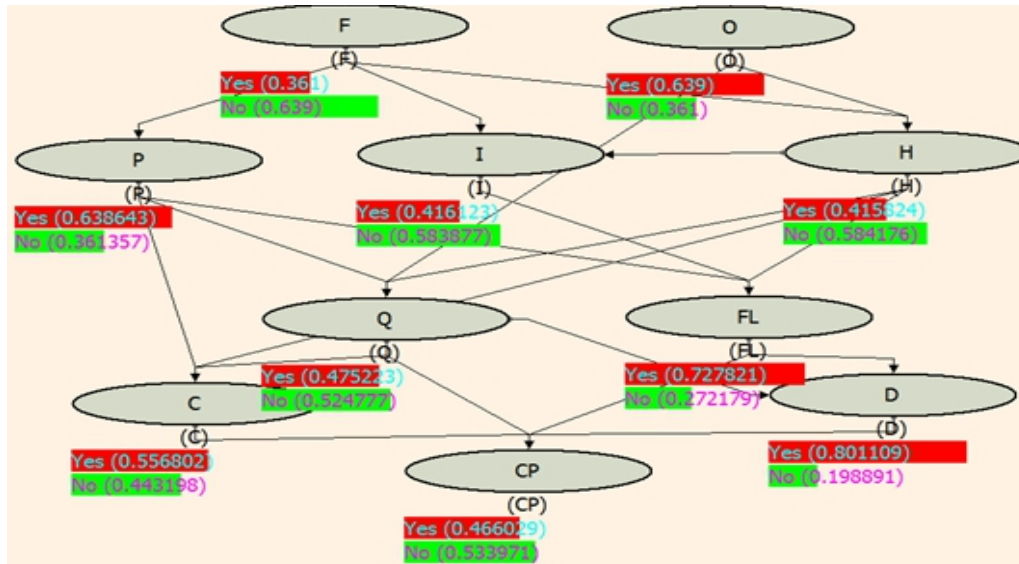 F
(F)
Yes (0.361)
No (0.639)
O
(O)
Yes (0.639)
No (0.361)
P
(P)
Yes (0.638643)
No (0.361357)
I
(I)
Yes (0.416123)
No (0.583877)
H
(H)
Yes (0.415824)
No (0.584176)
Q
(Q)
Yes (0.475223)
No (0.524777)
FL
(FL)
Yes (0.727821)
No (0.272179)
C
(C)
Yes (0.556802)
No (0.443198)
D
(D)
Yes (0.801109)
No (0.198891)
CP
(CP)
Yes (0.466029)
No (0.533971)